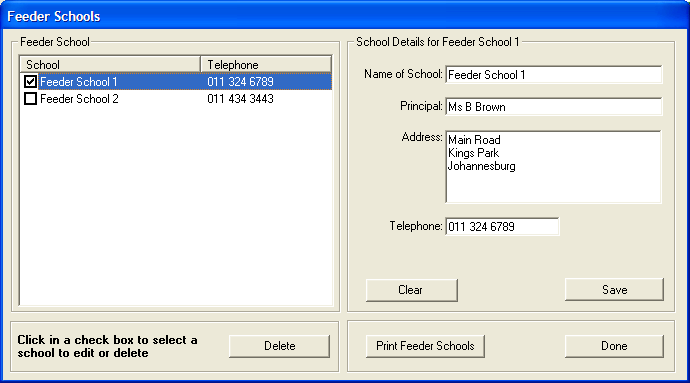 Feeder Schools
Feeder School
School Telephone
Feeder School 1 011 324 6789
Feeder School 2 011 434 3443
Click in a check box to select a
school to edit or delete
Delete
School Details for Feeder School 1
Name of School: Feeder School 1
Principal: Ms B Brown
Address: Main Road
Kings Park
Johannesburg
Telephone: 011 324 6789
Clear Save
Print Feeder Schools Done